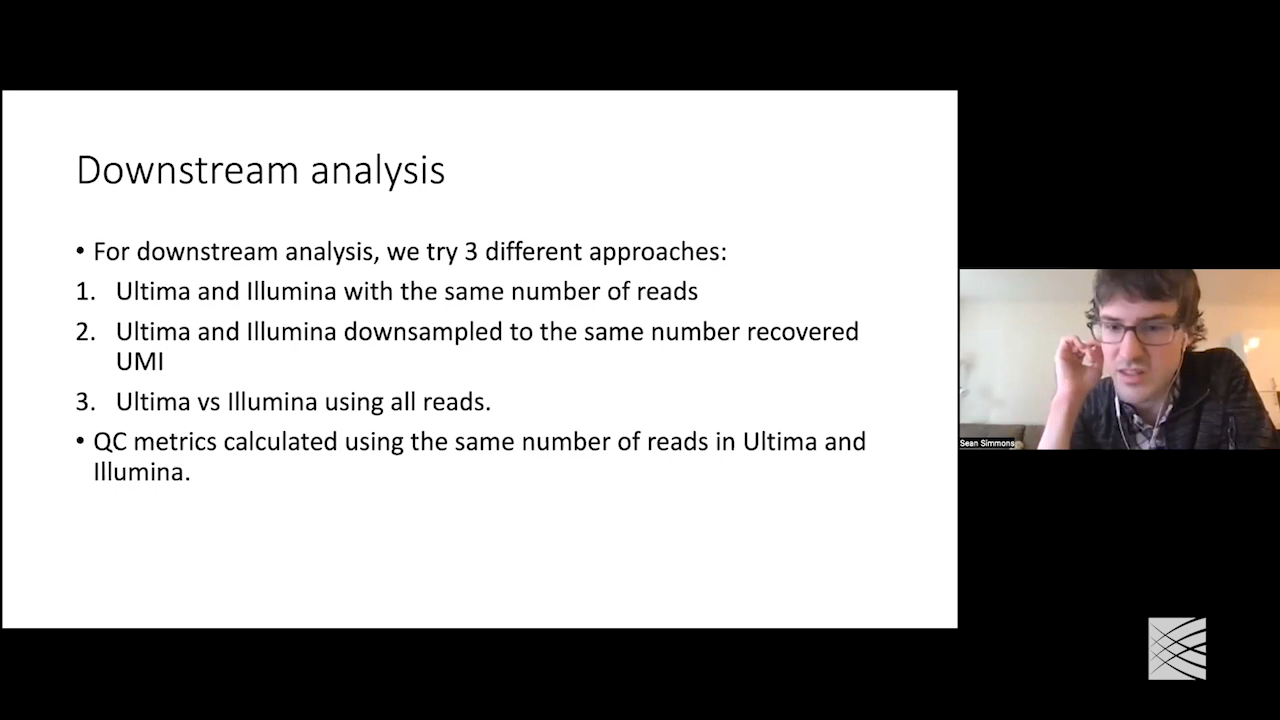 Downstream analysis
• For downstream analysis, we try 3 different approaches:
1. Ultima and Illumina with the same number of reads
2. Ultima and Illumina downsampled to the same number recovered
UMI
3. Ultima vs Illumina using all reads.
• QC metrics calculated using the same number of reads in Ultima and
Illumina.
Sean Simmons